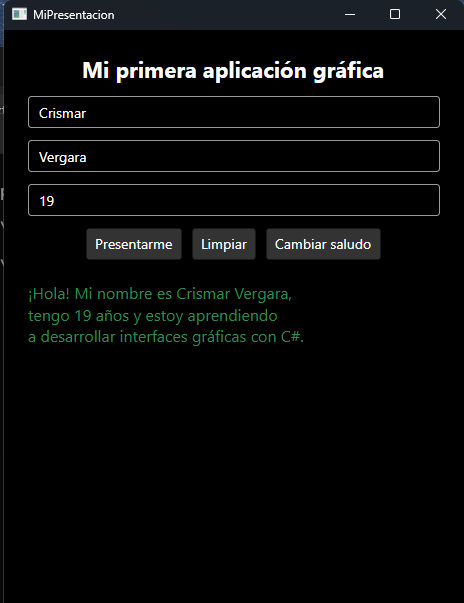 MiPresentacion
Mi primera aplicación gráfica
Crismar
Vergara
19
Presentarme Limpiar Cambiar saludo
¡Hola! Mi nombre es Crismar Vergara,
tengo 19 años y estoy aprendiendo
a desarrollar interfaces gráficas con C#.